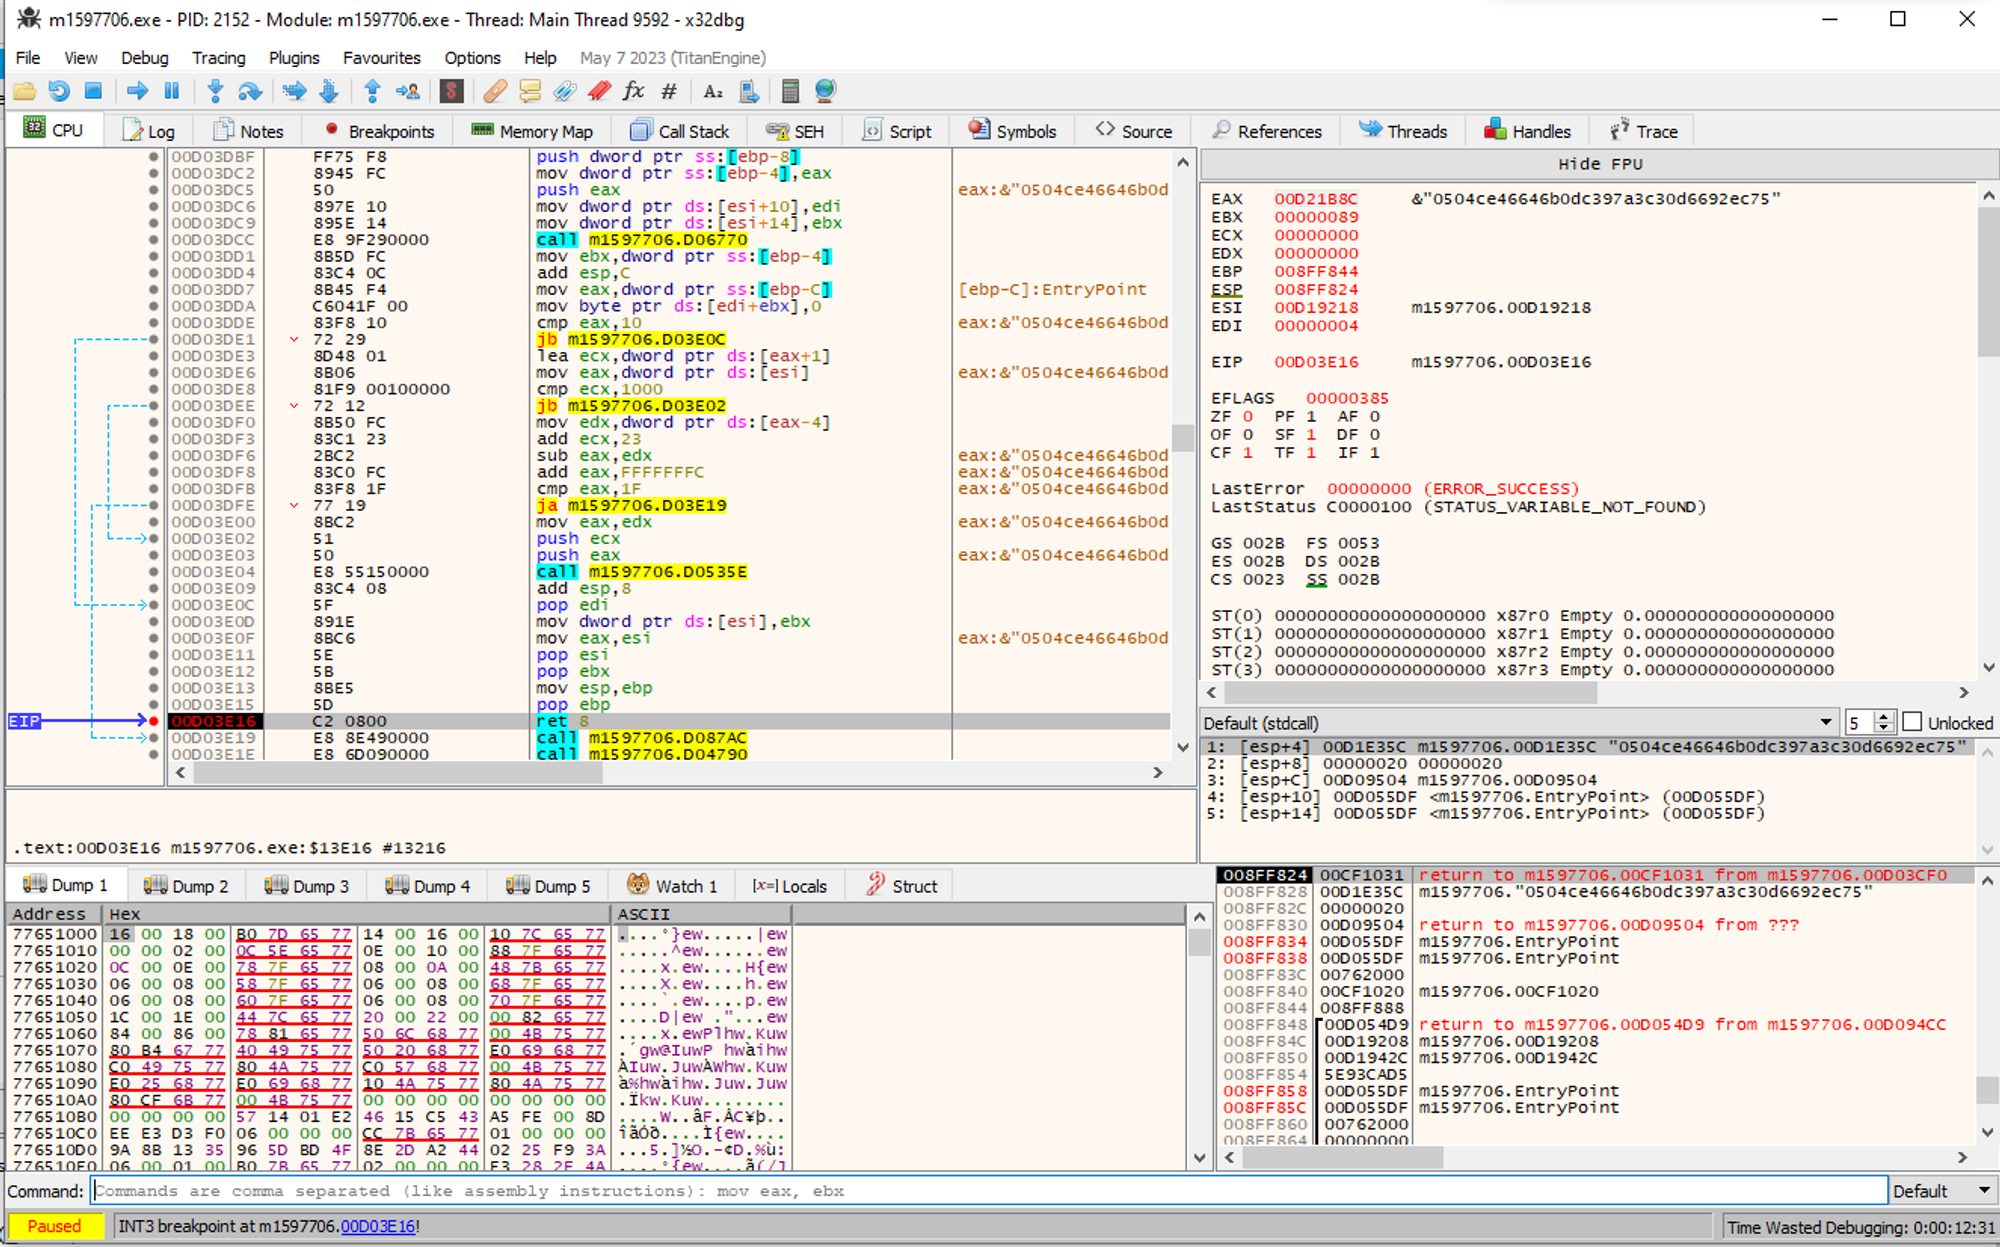 m1597706.exe - PID: 2152 - Module: m1597706.exe - Thread: Main Thread 9592 - x32dbg
File View Debug Tracing Plugins Favourites Options Help May 7 2023 (TitanEngine)
CPU Log Notes Breakpoints Memory Map Call Stack SEH Script Symbols Source References Threads Handles Trace
00D03DBF FF75 F8 push dword ptr ss:[ebp-8]
00D03DC2 8945 FC mov dword ptr ss:[ebp-4],eax
00D03DC5 50 push eax eax:&"0504ce46646b0d
00D03DC6 897E 10 mov dword ptr ds:[esi+10],edi
00D03DC9 895E 14 mov dword ptr ds:[esi+14],ebx
00D03DCC E8 9F290000 call m1597706.D06770
00D03DD1 8B5D FC mov ebx,dword ptr ss:[ebp-4]
00D03DD4 83C4 0C add esp,C
00D03DD7 8B45 F4 mov eax,dword ptr ss:[ebp-C] [ebp-C]:EntryPoint
00D03DDA C6041F 00 mov byte ptr ds:[edi+ebx],0
00D03DDE 83F8 10 cmp eax,10 eax:&"0504ce46646b0d
00D03DE1 72 29 jb m1597706.D03E0C
00D03DE3 8D48 01 lea ecx,dword ptr ds:[eax+1]
00D03DE6 8B06 mov eax,dword ptr ds:[esi] eax:&"0504ce46646b0d
00D03DE8 81F9 00100000 cmp ecx,1000
00D03DEE 72 12 jb m1597706.D03E02
00D03DF0 8B50 FC mov edx,dword ptr ds:[eax-4]
00D03DF3 83C1 23 add ecx,23
00D03DF6 2BC2 sub eax,edx eax:&"0504ce46646b0d
00D03DF8 83C0 FC add eax,FFFFFFFC eax:&"0504ce46646b0d
00D03DFB 83F8 1F cmp eax,1F eax:&"0504ce46646b0d
00D03DFE 77 19 ja m1597706.D03E19
00D03E00 8BC2 mov eax,edx eax:&"0504ce46646b0d
00D03E02 51 push ecx
00D03E03 50 push eax eax:&"0504ce46646b0d
00D03E04 E8 55150000 call m1597706.D0535E
00D03E09 83C4 08 add esp,8
00D03E0C 5F pop edi
00D03E0D 891E mov dword ptr ds:[esi],ebx
00D03E0F 8BC6 mov eax,esi eax:&"0504ce46646b0d
00D03E11 5E pop esi
00D03E12 5B pop ebx
00D03E13 8BE5 mov esp,ebp
00D03E15 5D pop ebp
EIP 00D03E16 C2 0800 ret 8
00D03E19 E8 8E490000 call m1597706.D087AC
00D03E1E E8 6D090000 call m1597706.D04790
.text:00D03E16 m1597706.exe:$13E16 #13216
Hide FPU
EAX 00D21B8C &"0504ce46646b0dc397a3c30d6692ec75"
EBX 00000089
ECX 00000000
EDX 00000000
EBP 008FF844
ESP 008FF824
ESI 00D19218 m1597706.00D19218
EDI 00000004
EIP 00D03E16 m1597706.00D03E16
EFLAGS 00000385
ZF 0 PF 1 AF 0
OF 0 SF 1 DF 0
CF 1 TF 1 IF 1
LastError 00000000 (ERROR_SUCCESS)
LastStatus C0000100 (STATUS_VARIABLE_NOT_FOUND)
GS 002B FS 0053
ES 002B DS 002B
CS 0023 SS 002B
ST(0) 00000000000000000000 x87r0 Empty 0.000000000000000000
ST(1) 00000000000000000000 x87r1 Empty 0.000000000000000000
ST(2) 00000000000000000000 x87r2 Empty 0.000000000000000000
ST(3) 00000000000000000000 x87r3 Empty 0.000000000000000000
Default (stdcall) 5 Unlocked
1: [esp+4] 00D1E35C m1597706.00D1E35C "0504ce46646b0dc397a3c30d6692ec75"
2: [esp+8] 00000020 00000020
3: [esp+C] 00D09504 m1597706.00D09504
4: [esp+10] 00D055DF <m1597706.EntryPoint> (00D055DF)
5: [esp+14] 00D055DF <m1597706.EntryPoint> (00D055DF)
Dump 1 Dump 2 Dump 3 Dump 4 Dump 5 Watch 1 [x=] Locals Struct
Address Hex ASCII
77651000 16 00 18 00 B0 7D 65 77 14 00 16 00 10 7C 65 77 ....°}ew.....|ew
77651010 00 00 02 00 0C 5E 65 77 0E 00 10 00 88 7F 65 77 .....^ew......ew
77651020 0C 00 0E 00 78 7F 65 77 08 00 0A 00 48 7B 65 77 ....x.ew....H{ew
77651030 06 00 08 00 58 7F 65 77 06 00 08 00 68 7F 65 77 ....X.ew....h.ew
77651040 06 00 08 00 60 7F 65 77 06 00 08 00 70 7F 65 77 ....`.ew....p.ew
77651050 1C 00 1E 00 44 7C 65 77 20 00 22 00 00 82 65 77 ....D|ew ."...ew
77651060 84 00 86 00 78 81 65 77 50 6C 68 77 00 4B 75 77 ....x.ewPlhw.Kuw
77651070 80 B4 67 77 40 49 75 77 50 20 68 77 E0 69 68 77 .´gw@IuwP hwàihw
77651080 C0 49 75 77 80 4A 75 77 C0 57 68 77 00 4B 75 77 ÀIuw.JuwÀWhw.Kuw
77651090 E0 25 68 77 E0 69 68 77 10 4A 75 77 80 4A 75 77 à%hwàihw.Juw.Juw
776510A0 80 CF 6B 77 00 4B 75 77 00 00 00 00 00 00 00 00 .Ïkw.Kuw........
776510B0 00 00 00 00 57 14 01 E2 46 15 C5 43 A5 FE 00 8D ....W..âF.ÅC¥þ..
776510C0 EE E3 D3 F0 06 00 00 00 CC 7B 65 77 01 00 00 00 îãÓð....Ì{ew....
776510D0 9A 8B 13 35 96 5D BD 4F 8E 2D A2 44 02 25 F9 3A ...5.]½O.-¢D.%ù:
776510E0 06 00 01 00 B0 7B 65 77 02 00 00 00 E3 28 2F 4A ....°{ew....ã(/J
008FF824 00CF1031 return to m1597706.00CF1031 from m1597706.00D03CF0
008FF828 00D1E35C m1597706."0504ce46646b0dc397a3c30d6692ec75"
008FF82C 00000020
008FF830 00D09504 return to m1597706.00D09504 from ???
008FF834 00D055DF m1597706.EntryPoint
008FF838 00D055DF m1597706.EntryPoint
008FF83C 00762000
008FF840 00CF1020 m1597706.00CF1020
008FF844 008FF888
008FF848 00D054D9 return to m1597706.00D054D9 from m1597706.00D094CC
008FF84C 00D19208 m1597706.00D19208
008FF850 00D1942C m1597706.00D1942C
008FF854 5E93CAD5
008FF858 00D055DF m1597706.EntryPoint
008FF85C 00D055DF m1597706.EntryPoint
008FF860 00762000
008FF864 00000000
Command: Commands are comma separated (like assembly instructions): mov eax, ebx Default
Paused INT3 breakpoint at m1597706.00D03E16! Time Wasted Debugging: 0:00:12:31